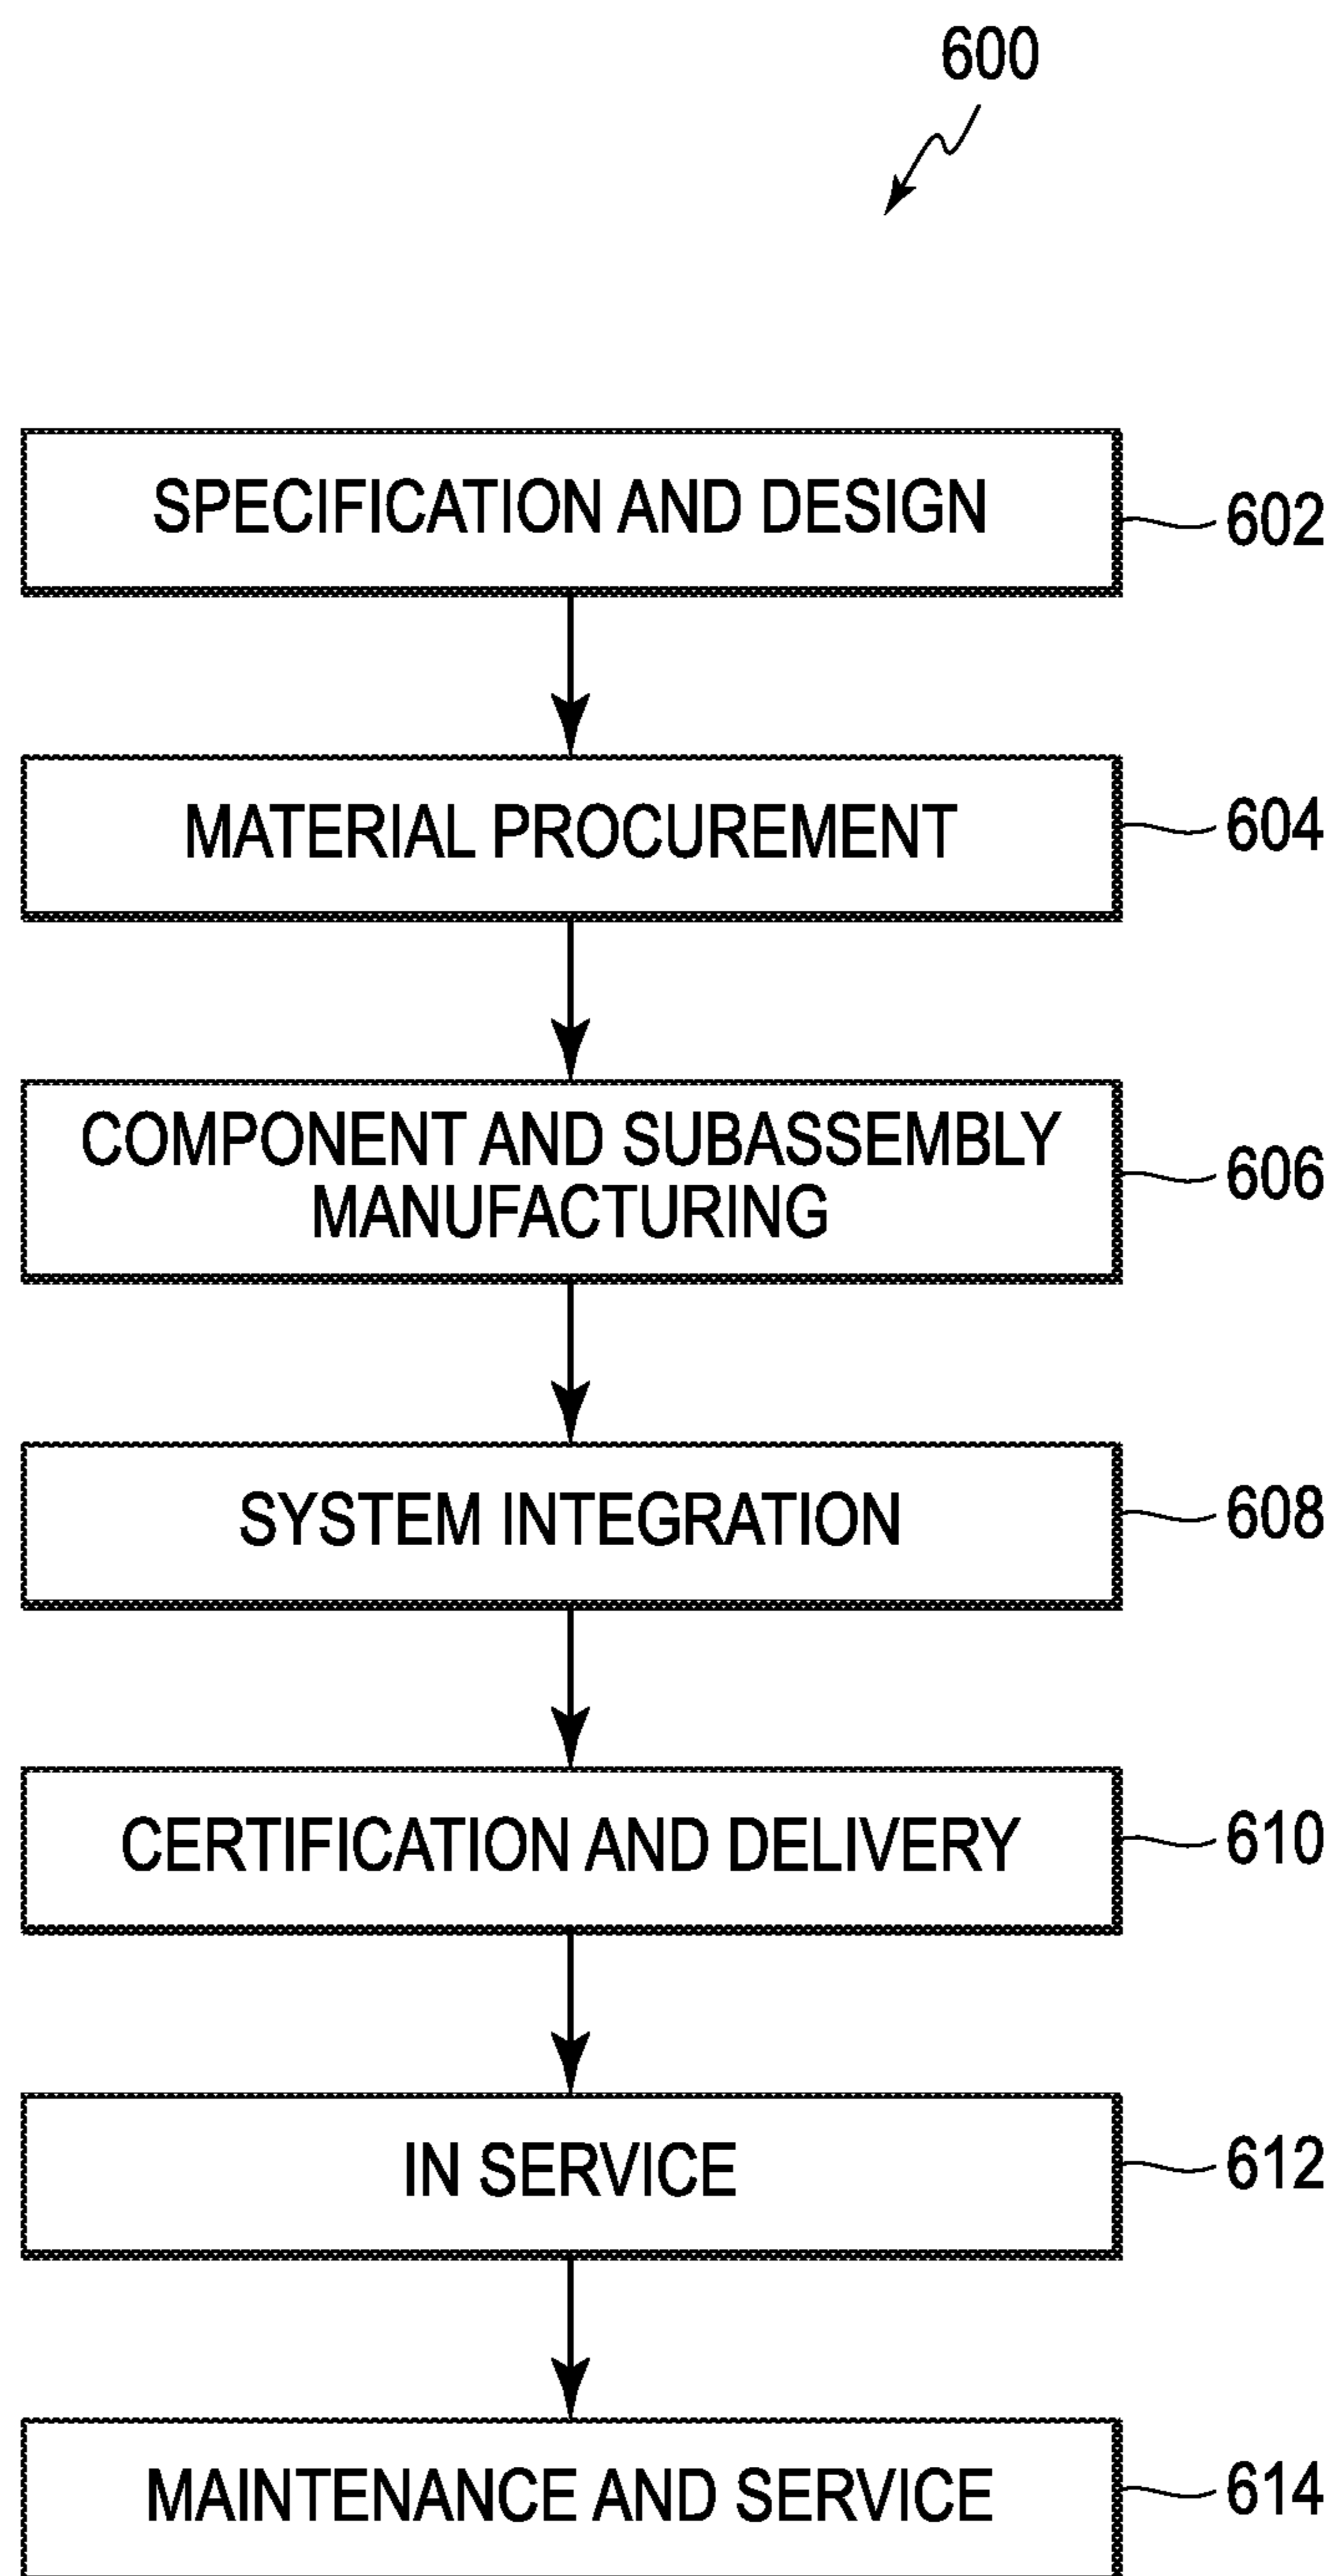 600
SPECIFICATION AND DESIGN
602
MATERIAL PROCUREMENT
604
COMPONENT AND SUBASSEMBLY
MANUFACTURING
606
SYSTEM INTEGRATION
608
CERTIFICATION AND DELIVERY
610
IN SERVICE
612
MAINTENANCE AND SERVICE
614